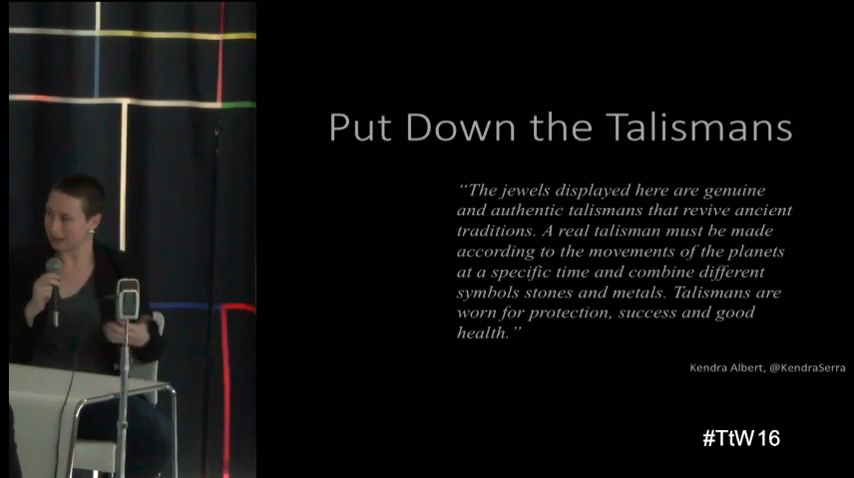 Put Down the Talismans
“The jewels displayed here are genuine
and authentic talismans that revive ancient
traditions. A real talisman must be made
according to the movements of the planets
at a specific time and combine different
symbols stones and metals. Talismans are
worn for protection, success and good
health.”
Kendra Albert, @KendraSerra
#TtW16